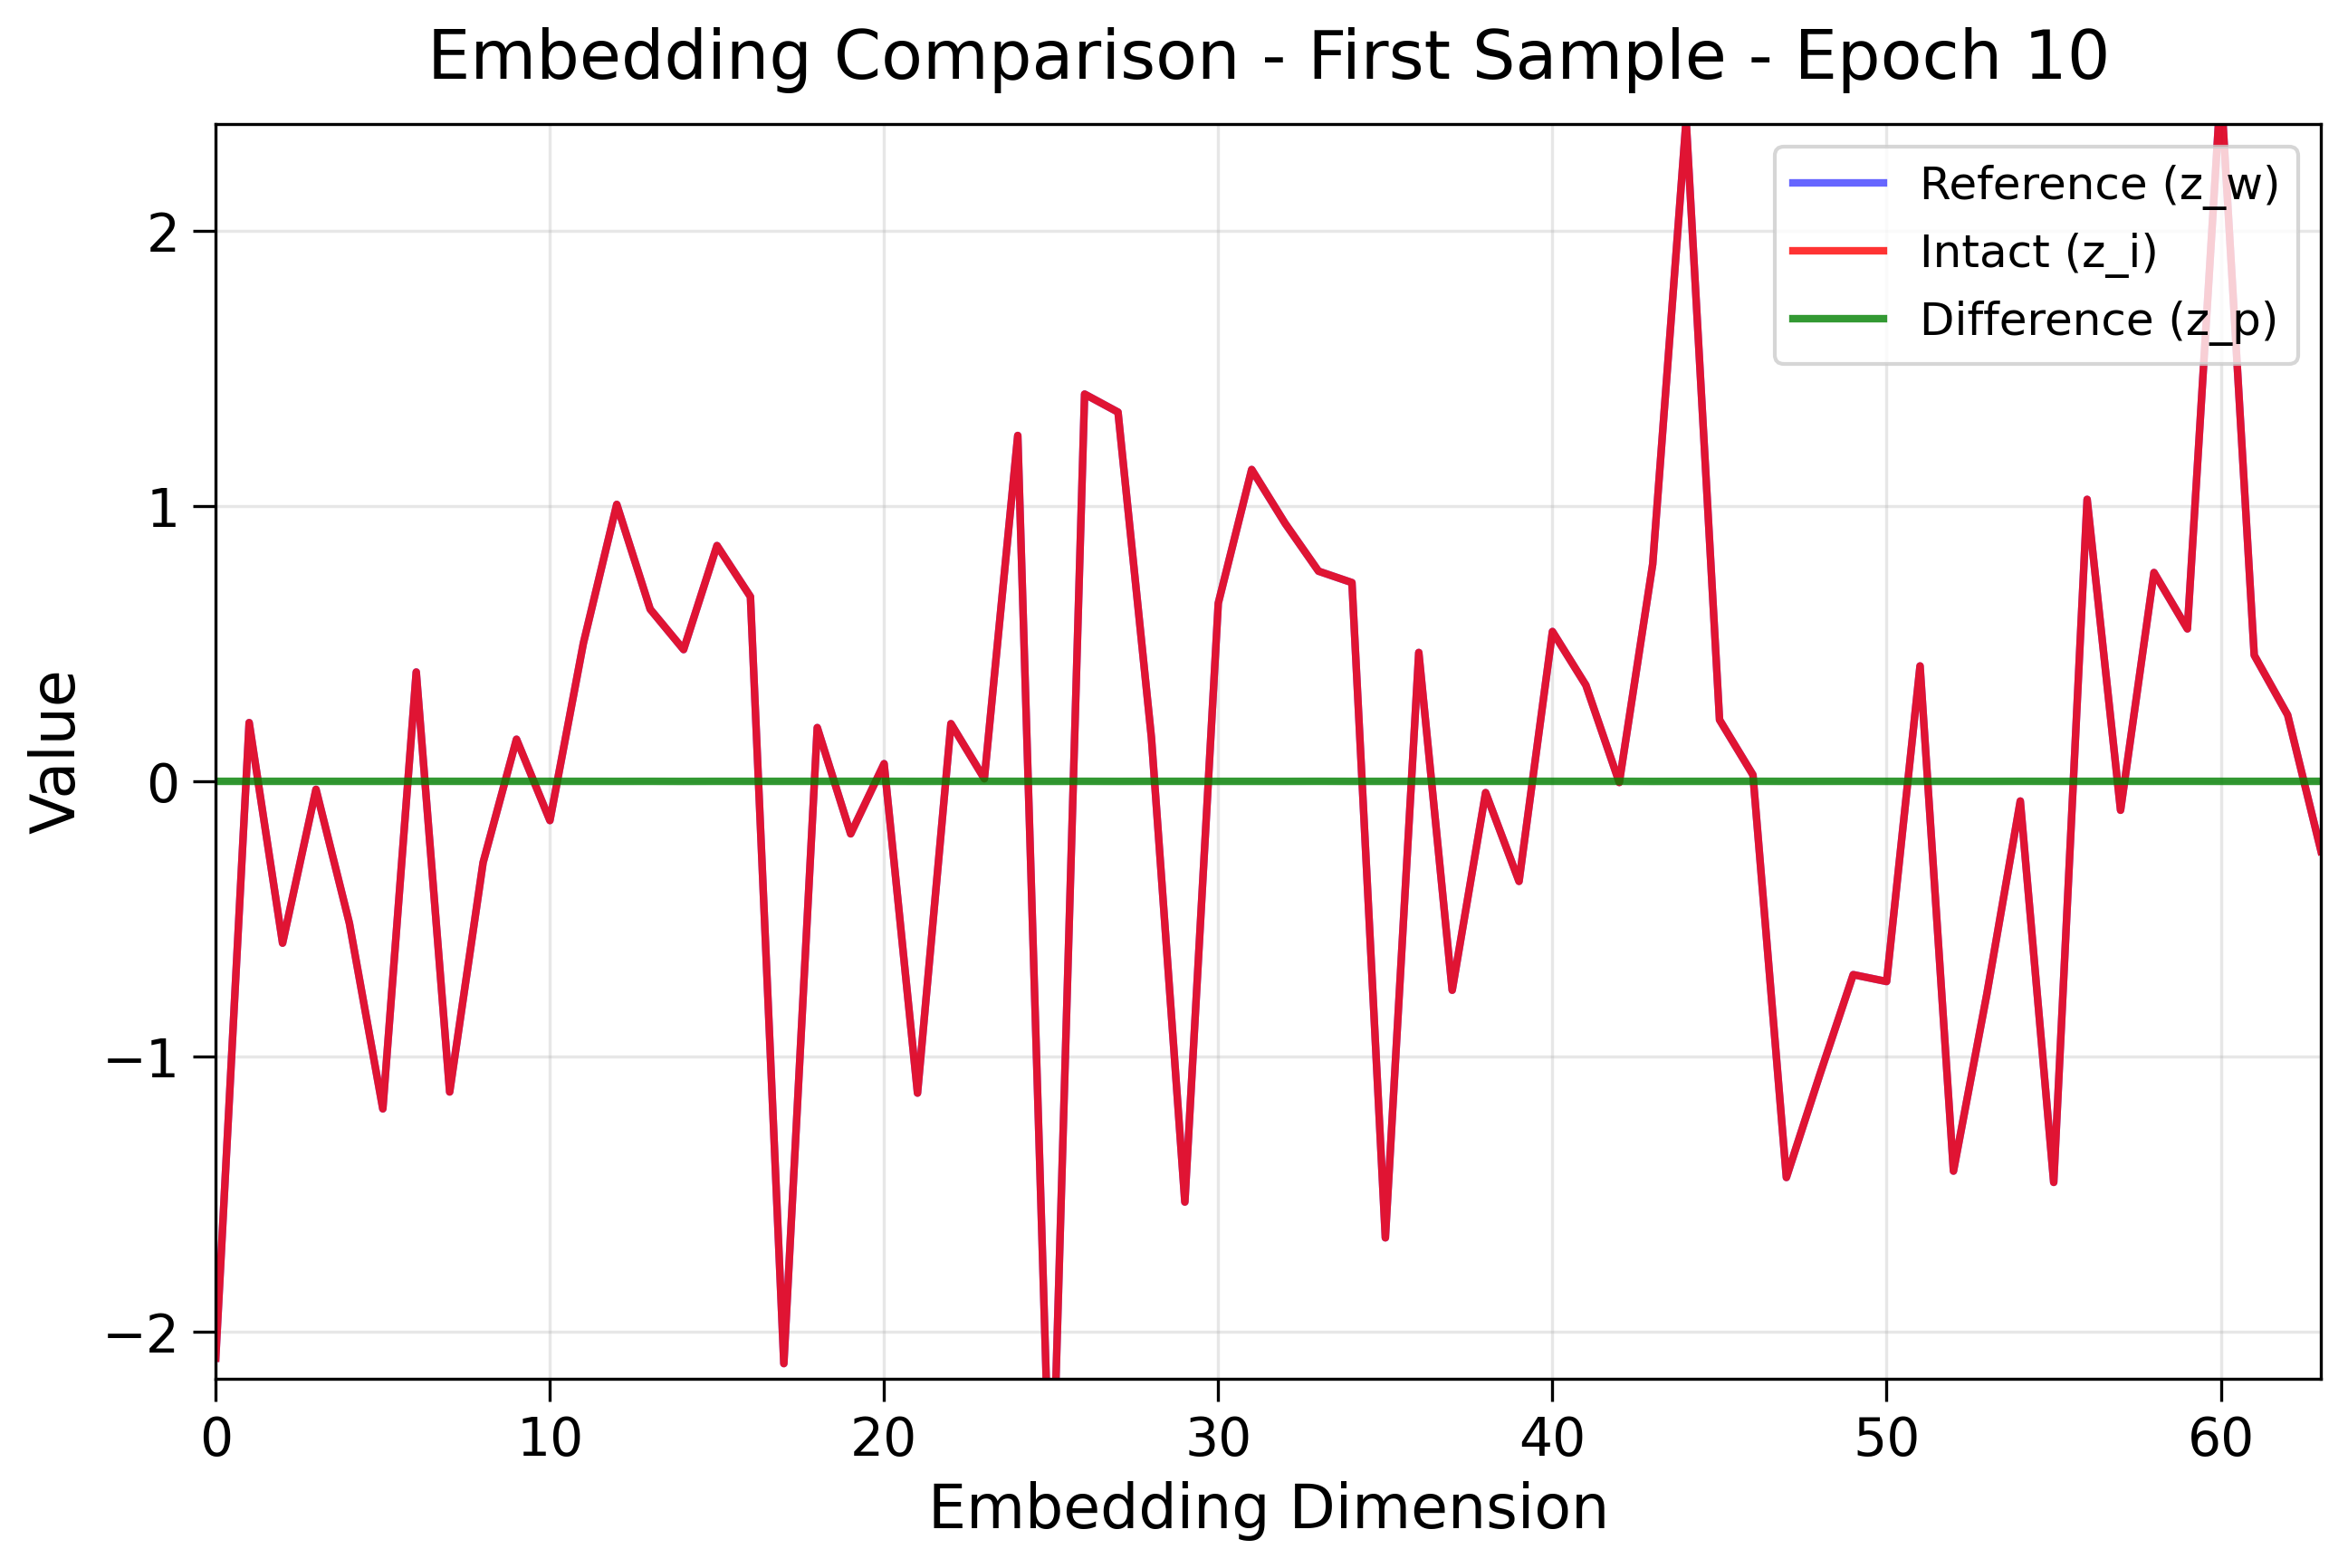 Embedding Comparison - First Sample - Epoch 10
Reference (z_w)
Intact (z_i)
Difference (z_p)
Value
2
1
0
−1
−2
0 10 20 30 40 50 60
Embedding Dimension